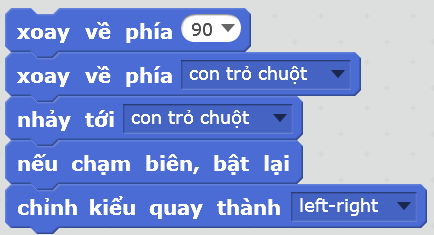 xoay về phía 90
xoay về phía con trỏ chuột
nhảy tới con trỏ chuột
nếu chạm biên, bật lại
chỉnh kiểu quay thành left-right